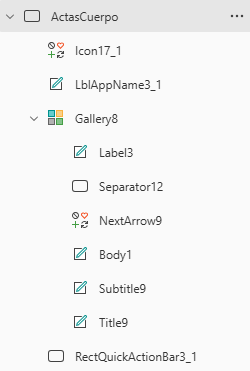 ActasCuerpo
Icon17_1
LblAppName3_1
Gallery8
Label3
Separator12
NextArrow9
Body1
Subtitle9
Title9
RectQuickActionBar3_1